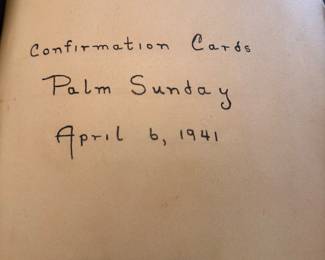 Confirmation Cards
Palm Sunday
April 6, 1941